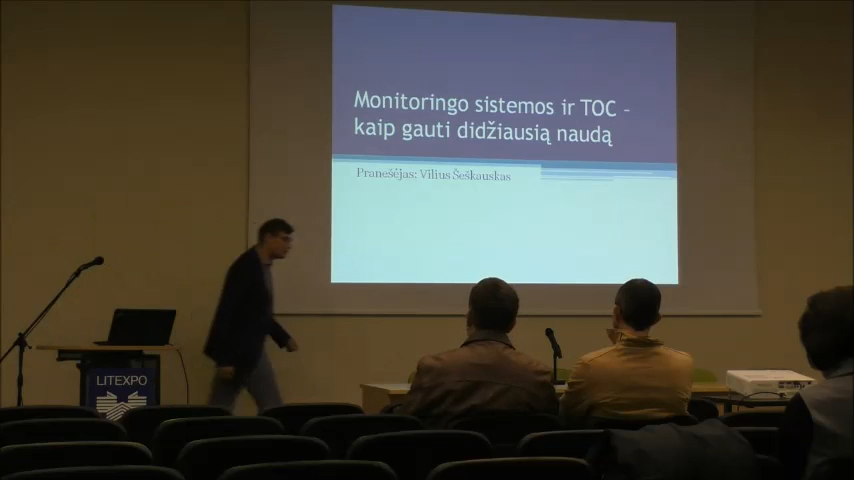 Monitoringo sistemos ir TOC –
kaip gauti didžiausią naudą
Pranešėjas: Vilius Šeškauskas
LITEXPO